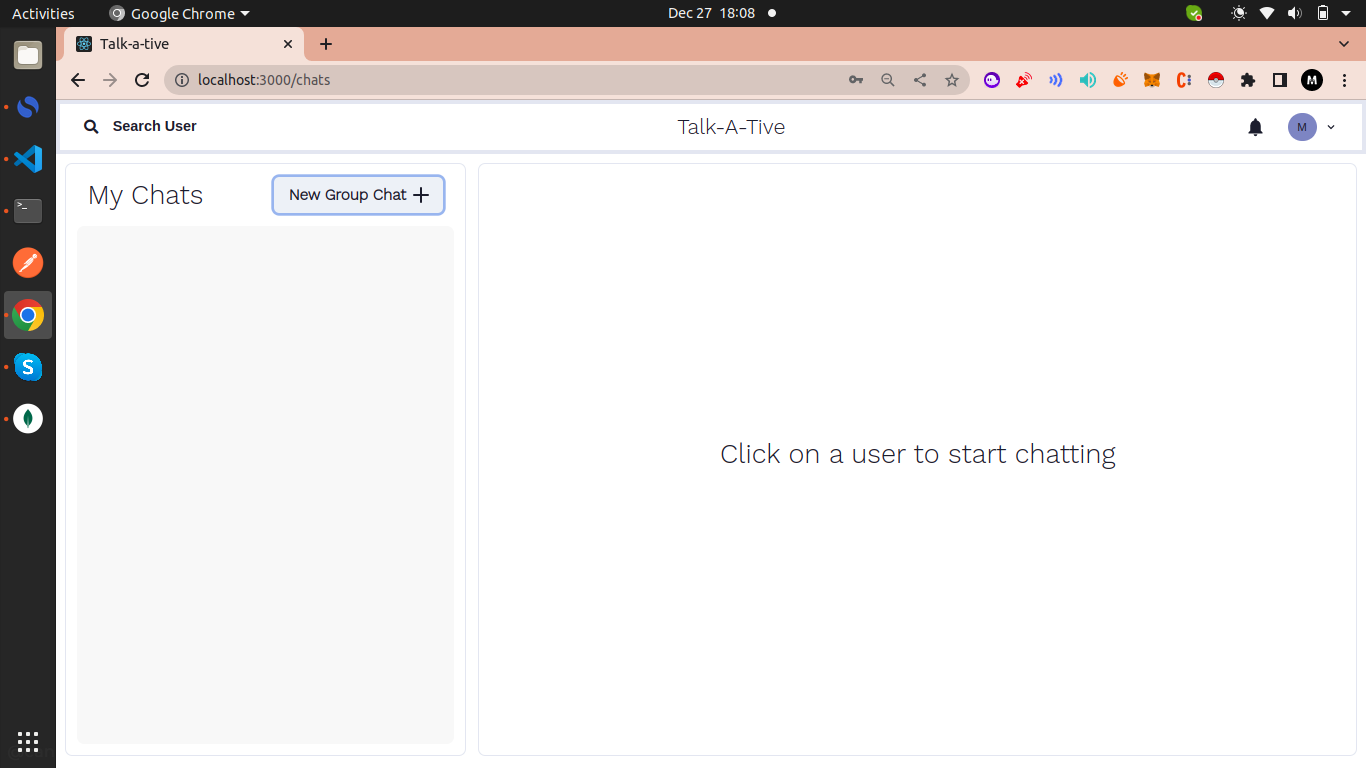 Activities
Google Chrome
Dec 27 18:08
Talk-a-tive
localhost:3000/chats
M
Search User
Talk-A-Tive
M
My Chats
New Group Chat
Click on a user to start chatting